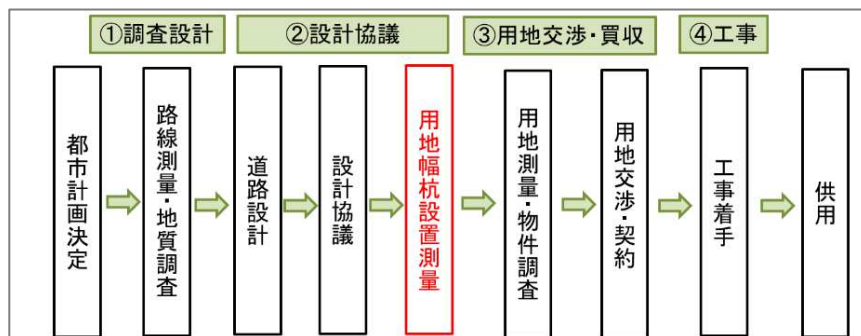 ①調査設計
②設計協議
③用地交渉・買収
④工事
都市計画決定
路線測量・地質調査
道路設計
設計協議
用地幅杭設置測量
用地測量・物件調査
用地交渉・契約
工事着手
供用